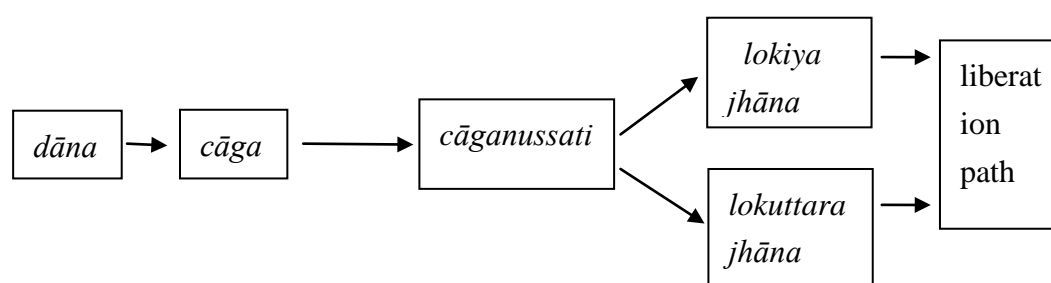 dāna
cāga
cāganussati
lokiya
jhāna
lokuttara
jhāna
liberat
ion
path